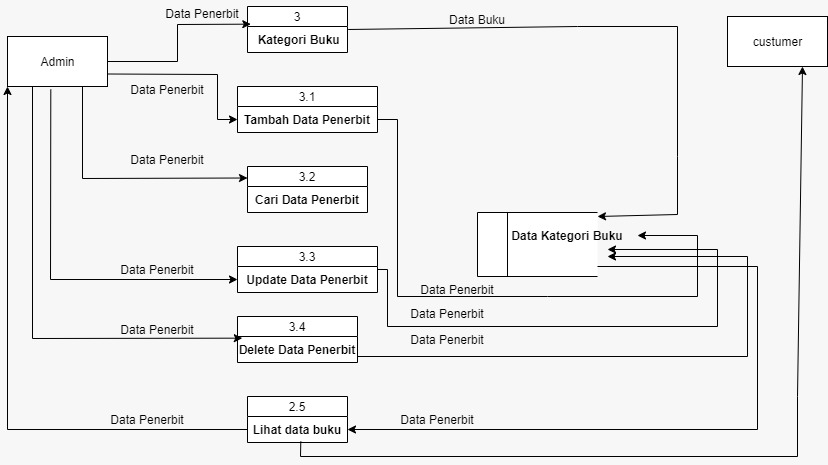 Data Penerbit
3
Kategori Buku
Data Buku
custumer
Admin
Data Penerbit
3.1
Tambah Data Penerbit
Data Penerbit
3.2
Cari Data Penerbit
Data Kategori Buku
3.3
Update Data Penerbit
Data Penerbit
Data Penerbit
Data Penerbit
3.4
Delete Data Penerbit
Data Penerbit
Data Penerbit
2.5
Lihat data buku
Data Penerbit
Data Penerbit